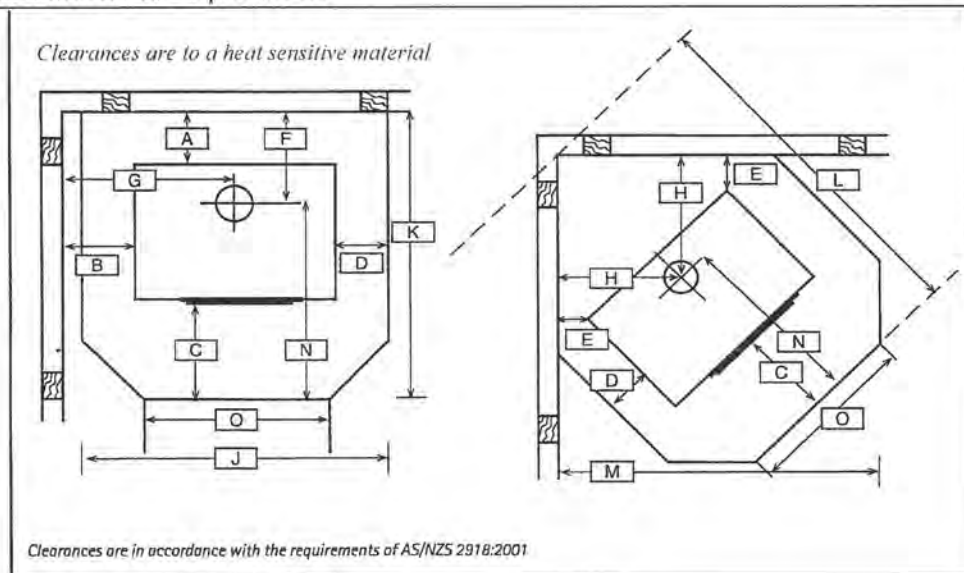 Clearances are to a heat sensitive material
A
F
G
K
B
D
C
N
O
J
H
E
L
H
E
N
D
C
O
M
Clearances are in accordance with the requirements of AS/NZS 2918:2001